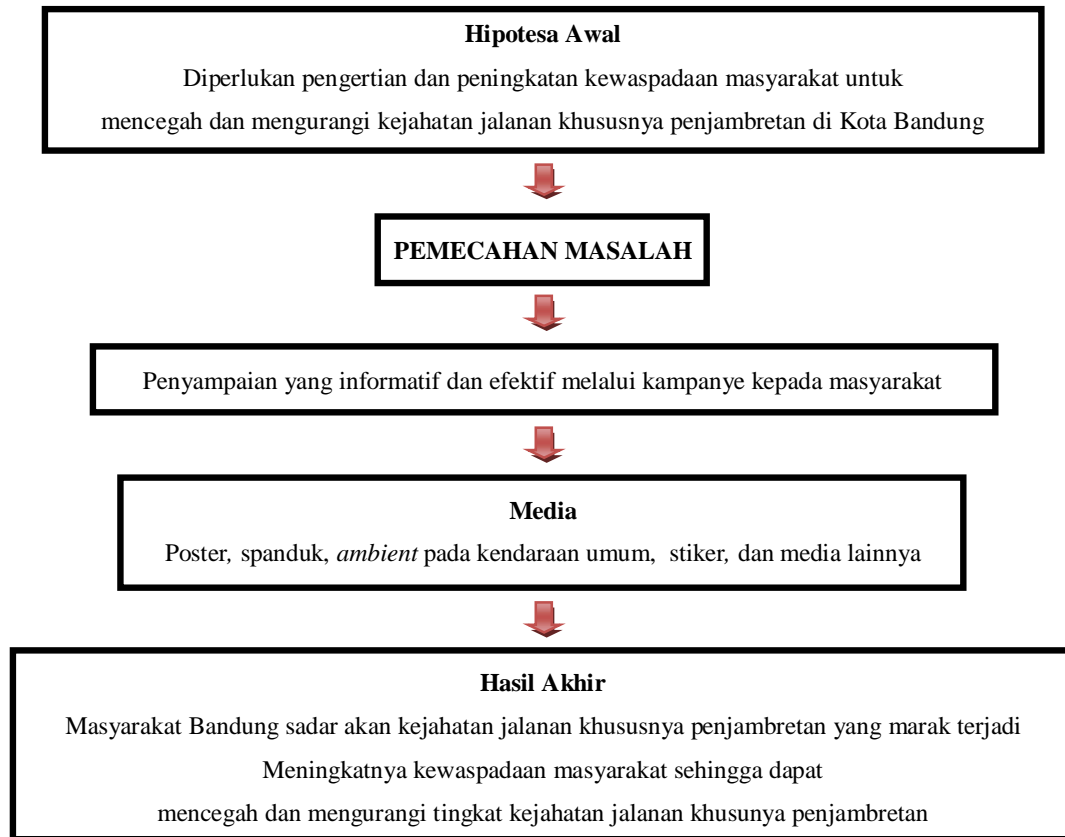 Hipotesa Awal
Diperlukan pengertian dan peningkatan kewaspadaan masyarakat untuk
mencegah dan mengurangi kejahatan jalanan khususnya penjambretan di Kota Bandung
PEMECAHAN MASALAH
Penyampaian yang informatif dan efektif melalui kampanye kepada masyarakat
Media
Poster, spanduk, ambient pada kendaraan umum, stiker, dan media lainnya
Hasil Akhir
Masyarakat Bandung sadar akan kejahatan jalanan khususnya penjambretan yang marak terjadi
Meningkatnya kewaspadaan masyarakat sehingga dapat
mencegah dan mengurangi tingkat kejahatan jalanan khusunya penjambretan